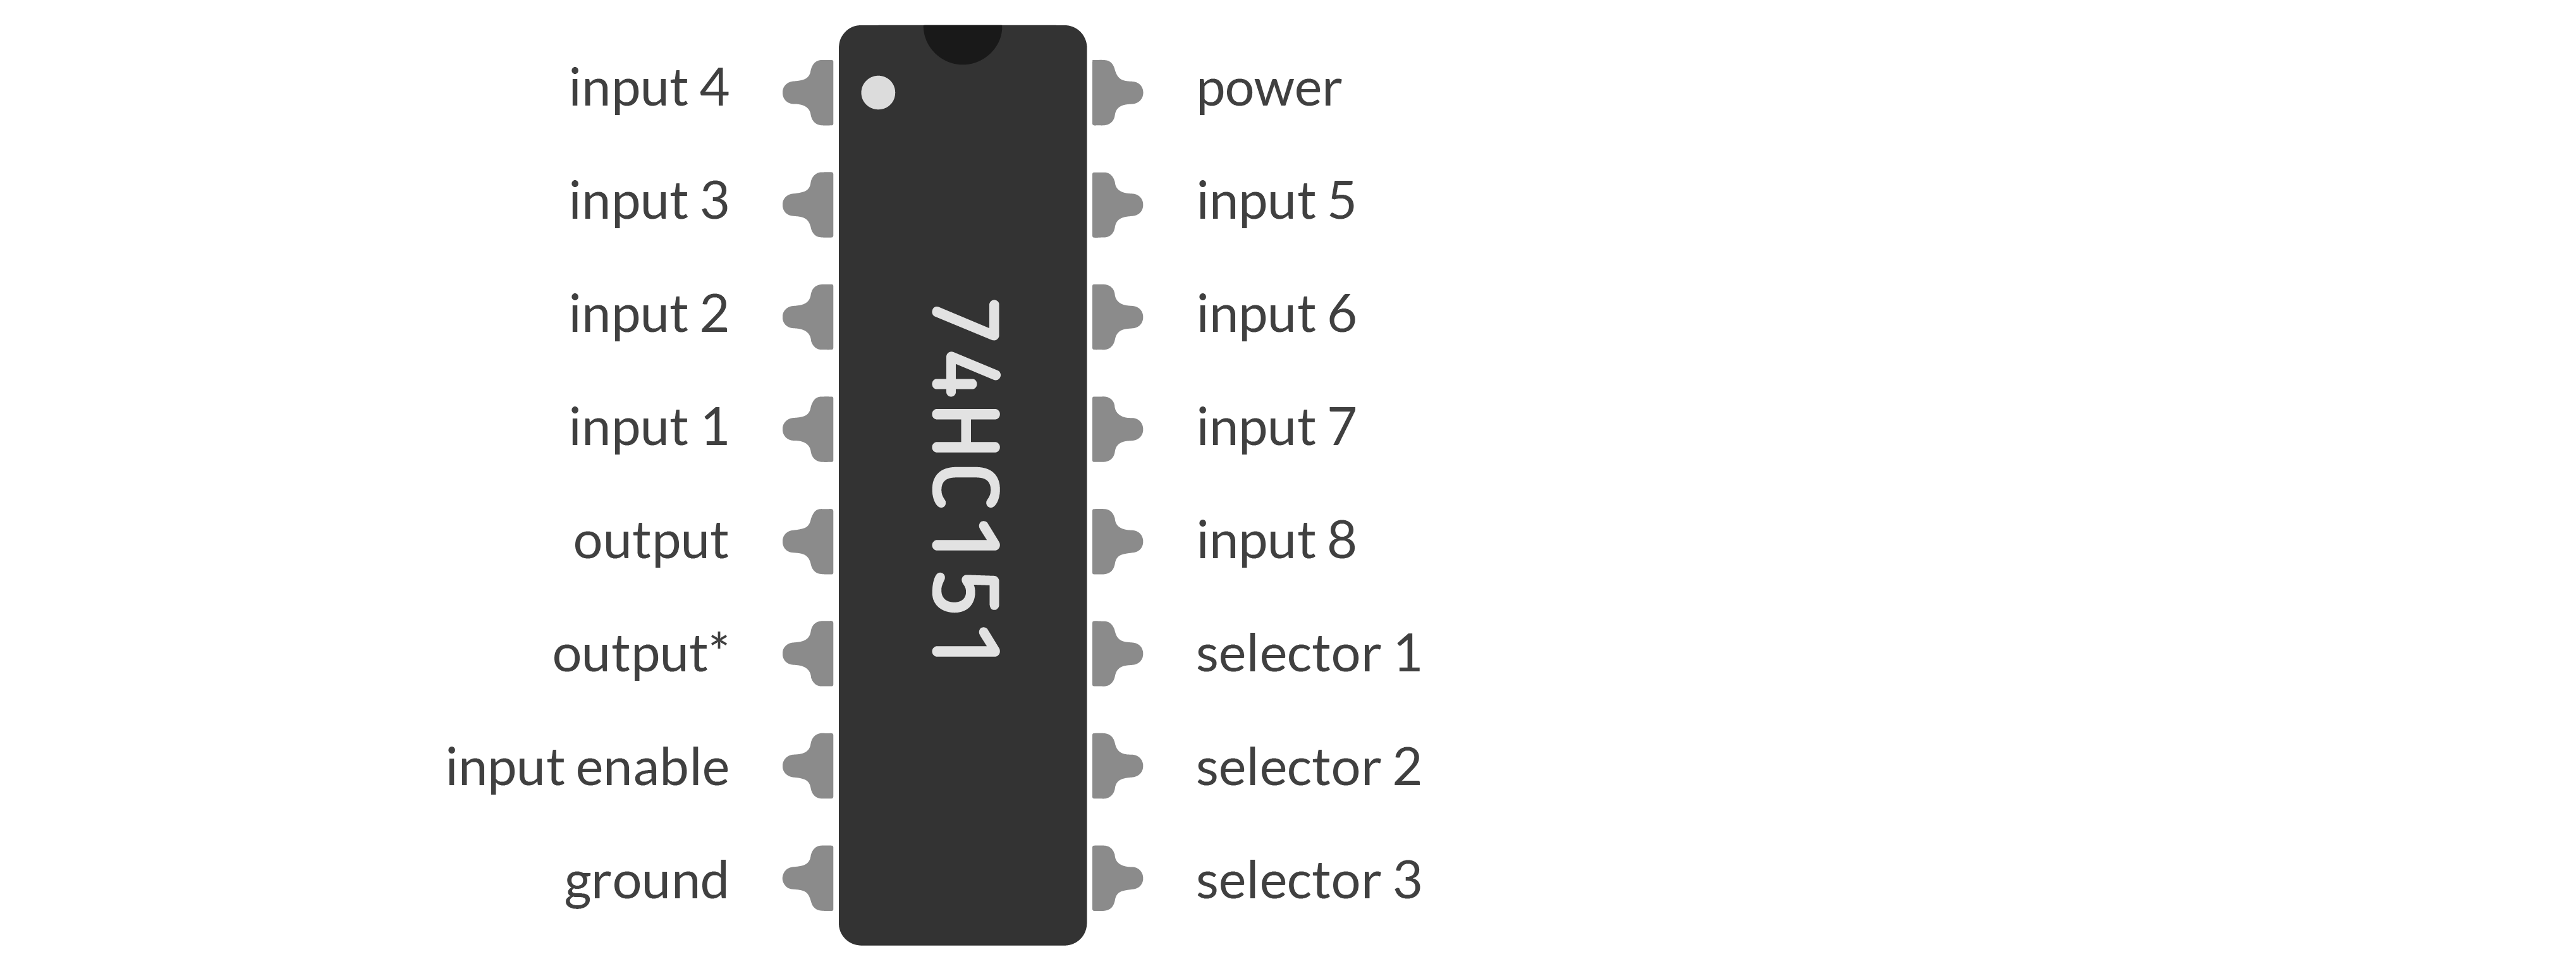 input 4
input 3
input 2
input 1
output
output*
input enable
ground
74HC151
power
input 5
input 6
input 7
input 8
selector 1
selector 2
selector 3